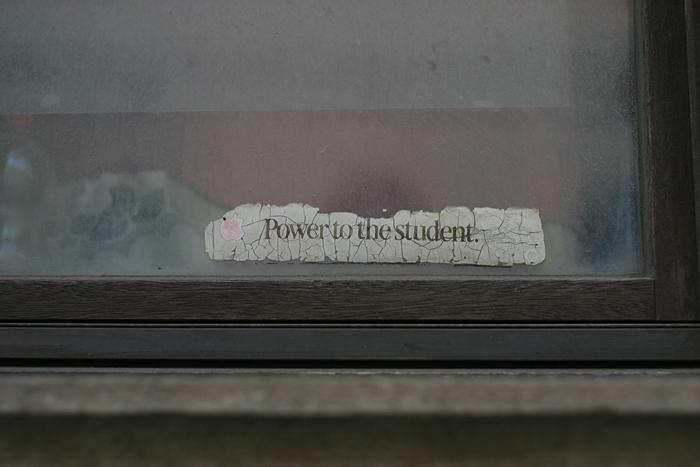 Power to the student.